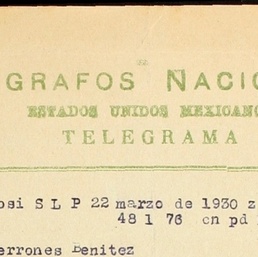 GRAFOS NACIO
ESTADOS UNIDOS MEXICANO
TELEGRAMA
osi S L P 22 marzo de 1930 z
48 1 76 cn pd p
errones Benitez